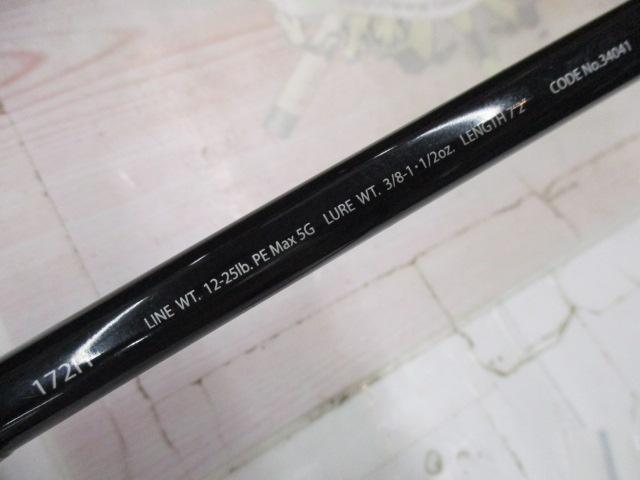 172H LINE WT. 12-25lb. PE Max 5G LURE WT. 3/8-1・1/2oz. LENGTH 7'2" CODE No.34041